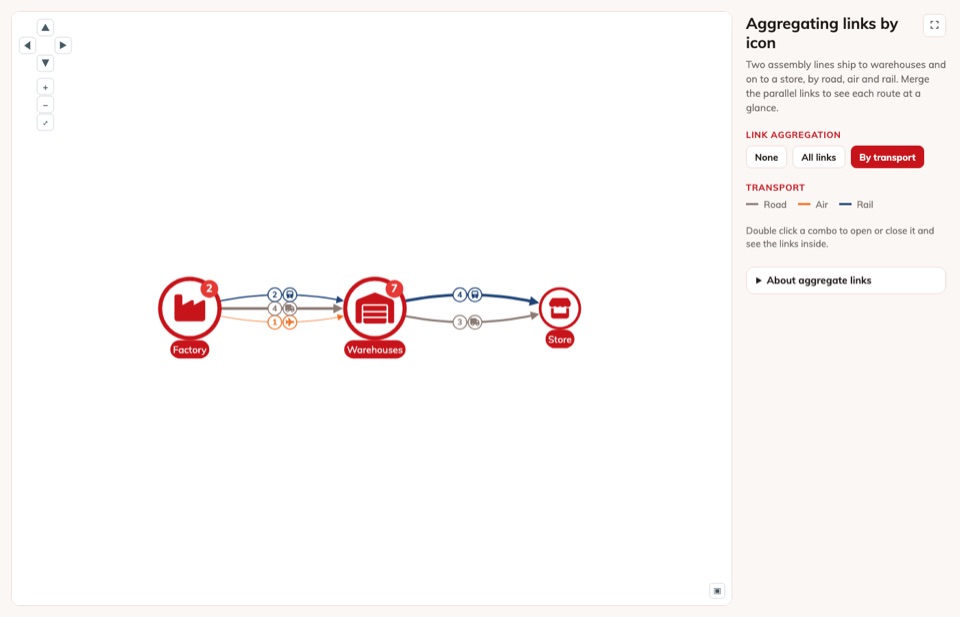 Aggregating links by
icon
Two assembly lines ship to warehouses and
on to a store, by road, air and rail. Merge
the parallel links to see each route at a
glance.
LINK AGGREGATION
None
All links
By transport
TRANSPORT
Road
Air
Rail
Double click a combo to open or close it and
see the links inside.
About aggregate links
2
7
2
4
4
3
1
Factory
Warehouses
Store